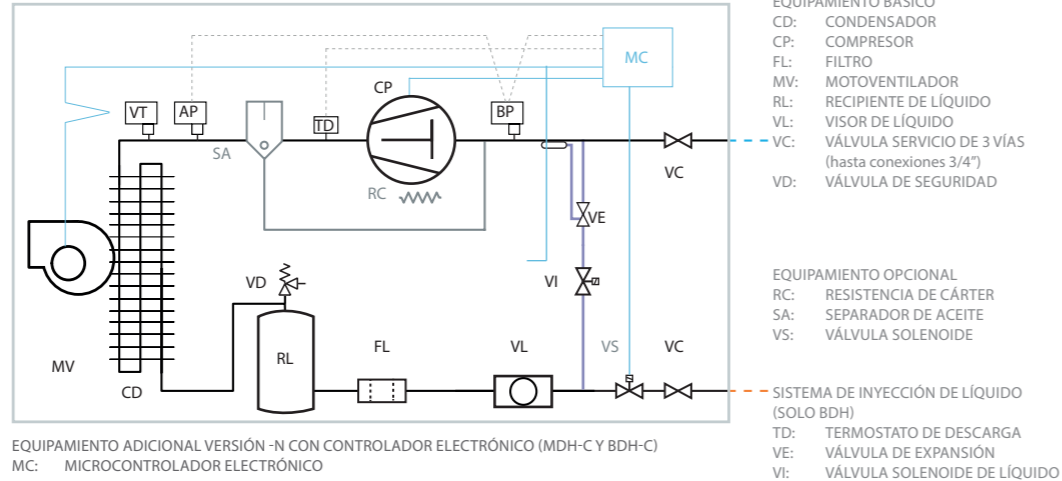 EQUIPAMIENTO BÁSICO
CD: CONDENSADOR
CP: COMPRESOR
FL: FILTRO
MV: MOTOVENTILADOR
RL: RECIPIENTE DE LÍQUIDO
VL: VISOR DE LÍQUIDO
VC: VÁLVULA SERVICIO DE 3 VÍAS
(hasta conexiones 3/4")
VD: VÁLVULA DE SEGURIDAD
EQUIPAMIENTO OPCIONAL
RC: RESISTENCIA DE CÁRTER
SA: SEPARADOR DE ACEITE
VS: VÁLVULA SOLENOIDE
SISTEMA DE INYECCIÓN DE LÍQUIDO
(SOLO BDH)
TD: TERMOSTATO DE DESCARGA
VE: VÁLVULA DE EXPANSIÓN
VI: VÁLVULA SOLENOIDE DE LÍQUIDO
MC
CP
VT
AP
TD
BP
SA
RC
VC
VE
VD
VI
MV
CD
RL
FL
VL
VS
VC
EQUIPAMIENTO ADICIONAL VERSIÓN -N CON CONTROLADOR ELECTRÓNICO (MDH-C Y BDH-C)
MC: MICROCONTROLADOR ELECTRÓNICO